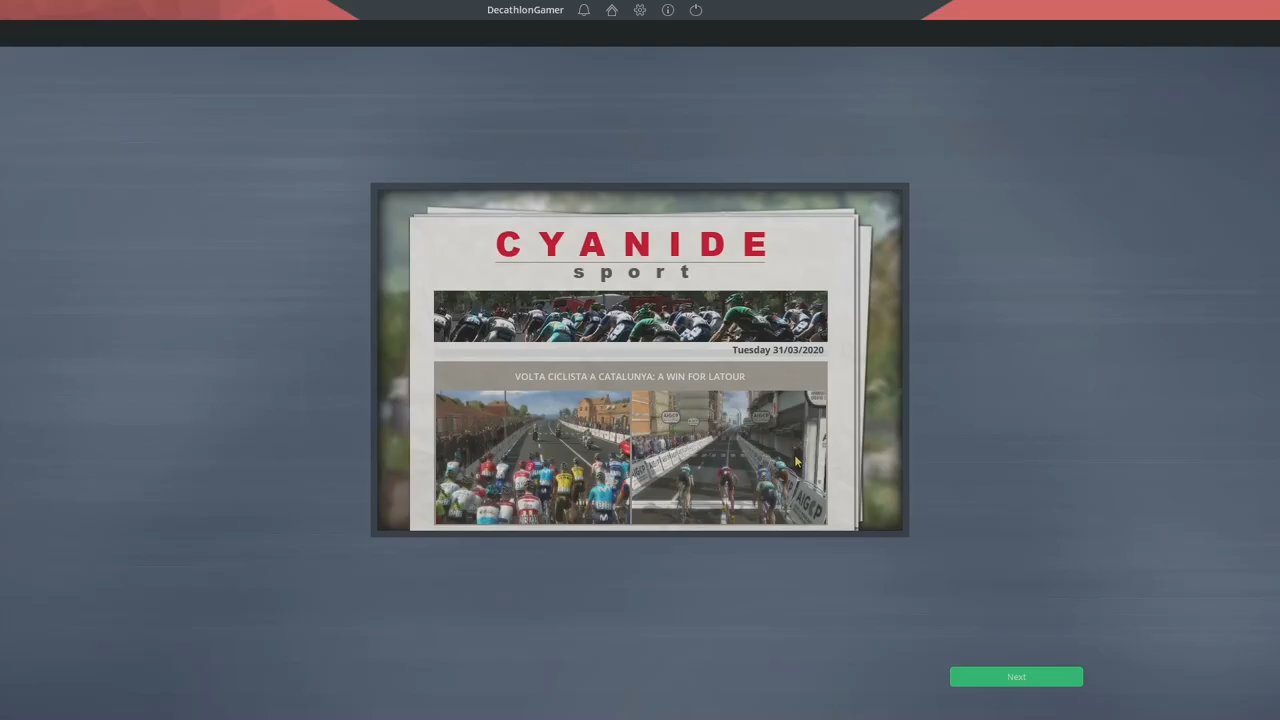 DecathlonGamer
CYANIDE
sport
Tuesday 31/03/2020
VOLTA CICLISTA A CATALUNYA: A WIN FOR LATOUR
Next